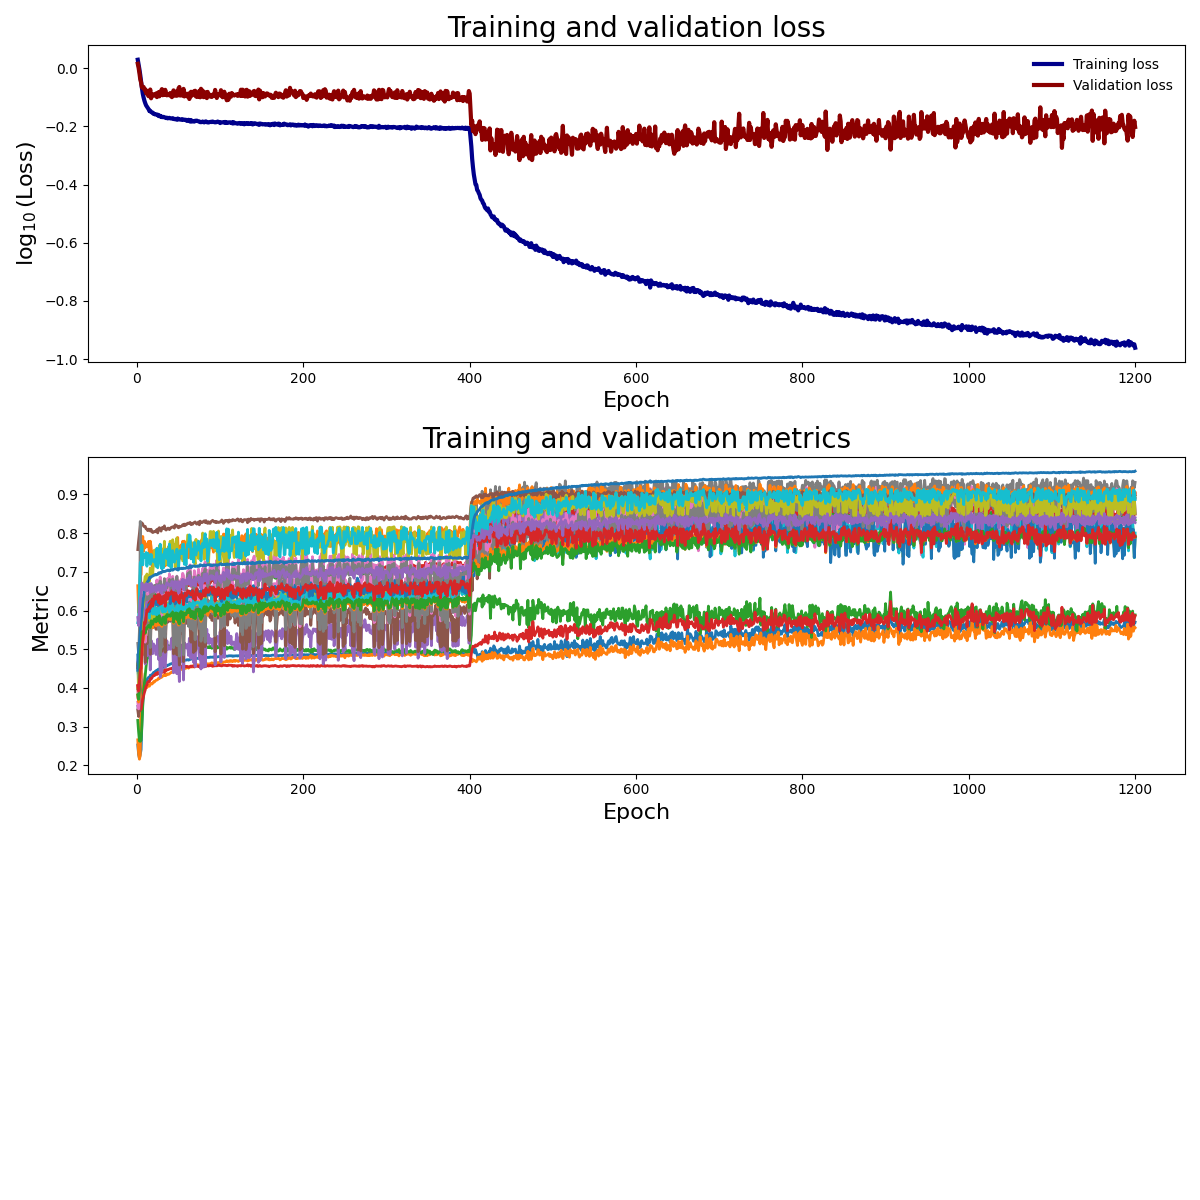 Training and validation loss
log10(Loss)
0.0
−0.2
−0.4
−0.6
−0.8
−1.0
Training loss
Validation loss
0 200 400 600 800 1000 1200
Epoch
Training and validation metrics
Metric
0.9
0.8
0.7
0.6
0.5
0.4
0.3
0.2
0 200 400 600 800 1000 1200
Epoch